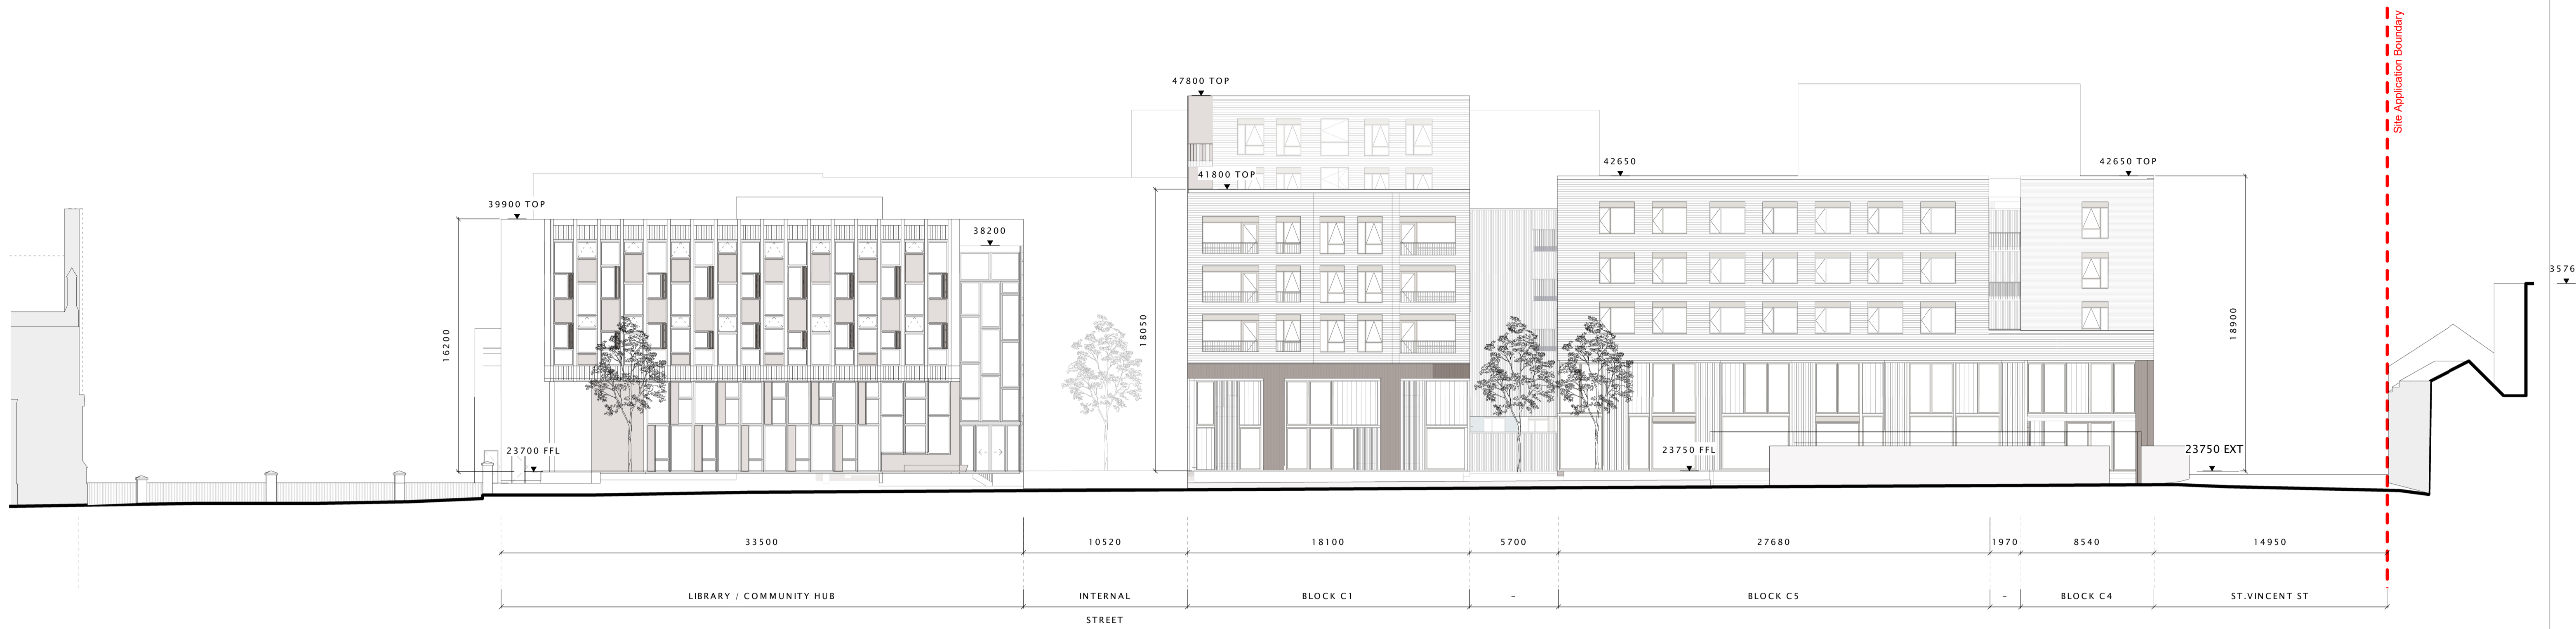 Site Application Boundary
47800 TOP
42650
42650 TOP
41800 TOP
39900 TOP
38200
3576
16200
18050
18900
23700 FFL
23750 FFL
23750 EXT
33500
10520
18100
5700
27680
1970
8540
14950
LIBRARY / COMMUNITY HUB
INTERNAL
STREET
BLOCK C1
–
BLOCK C5
–
BLOCK C4
ST.VINCENT ST